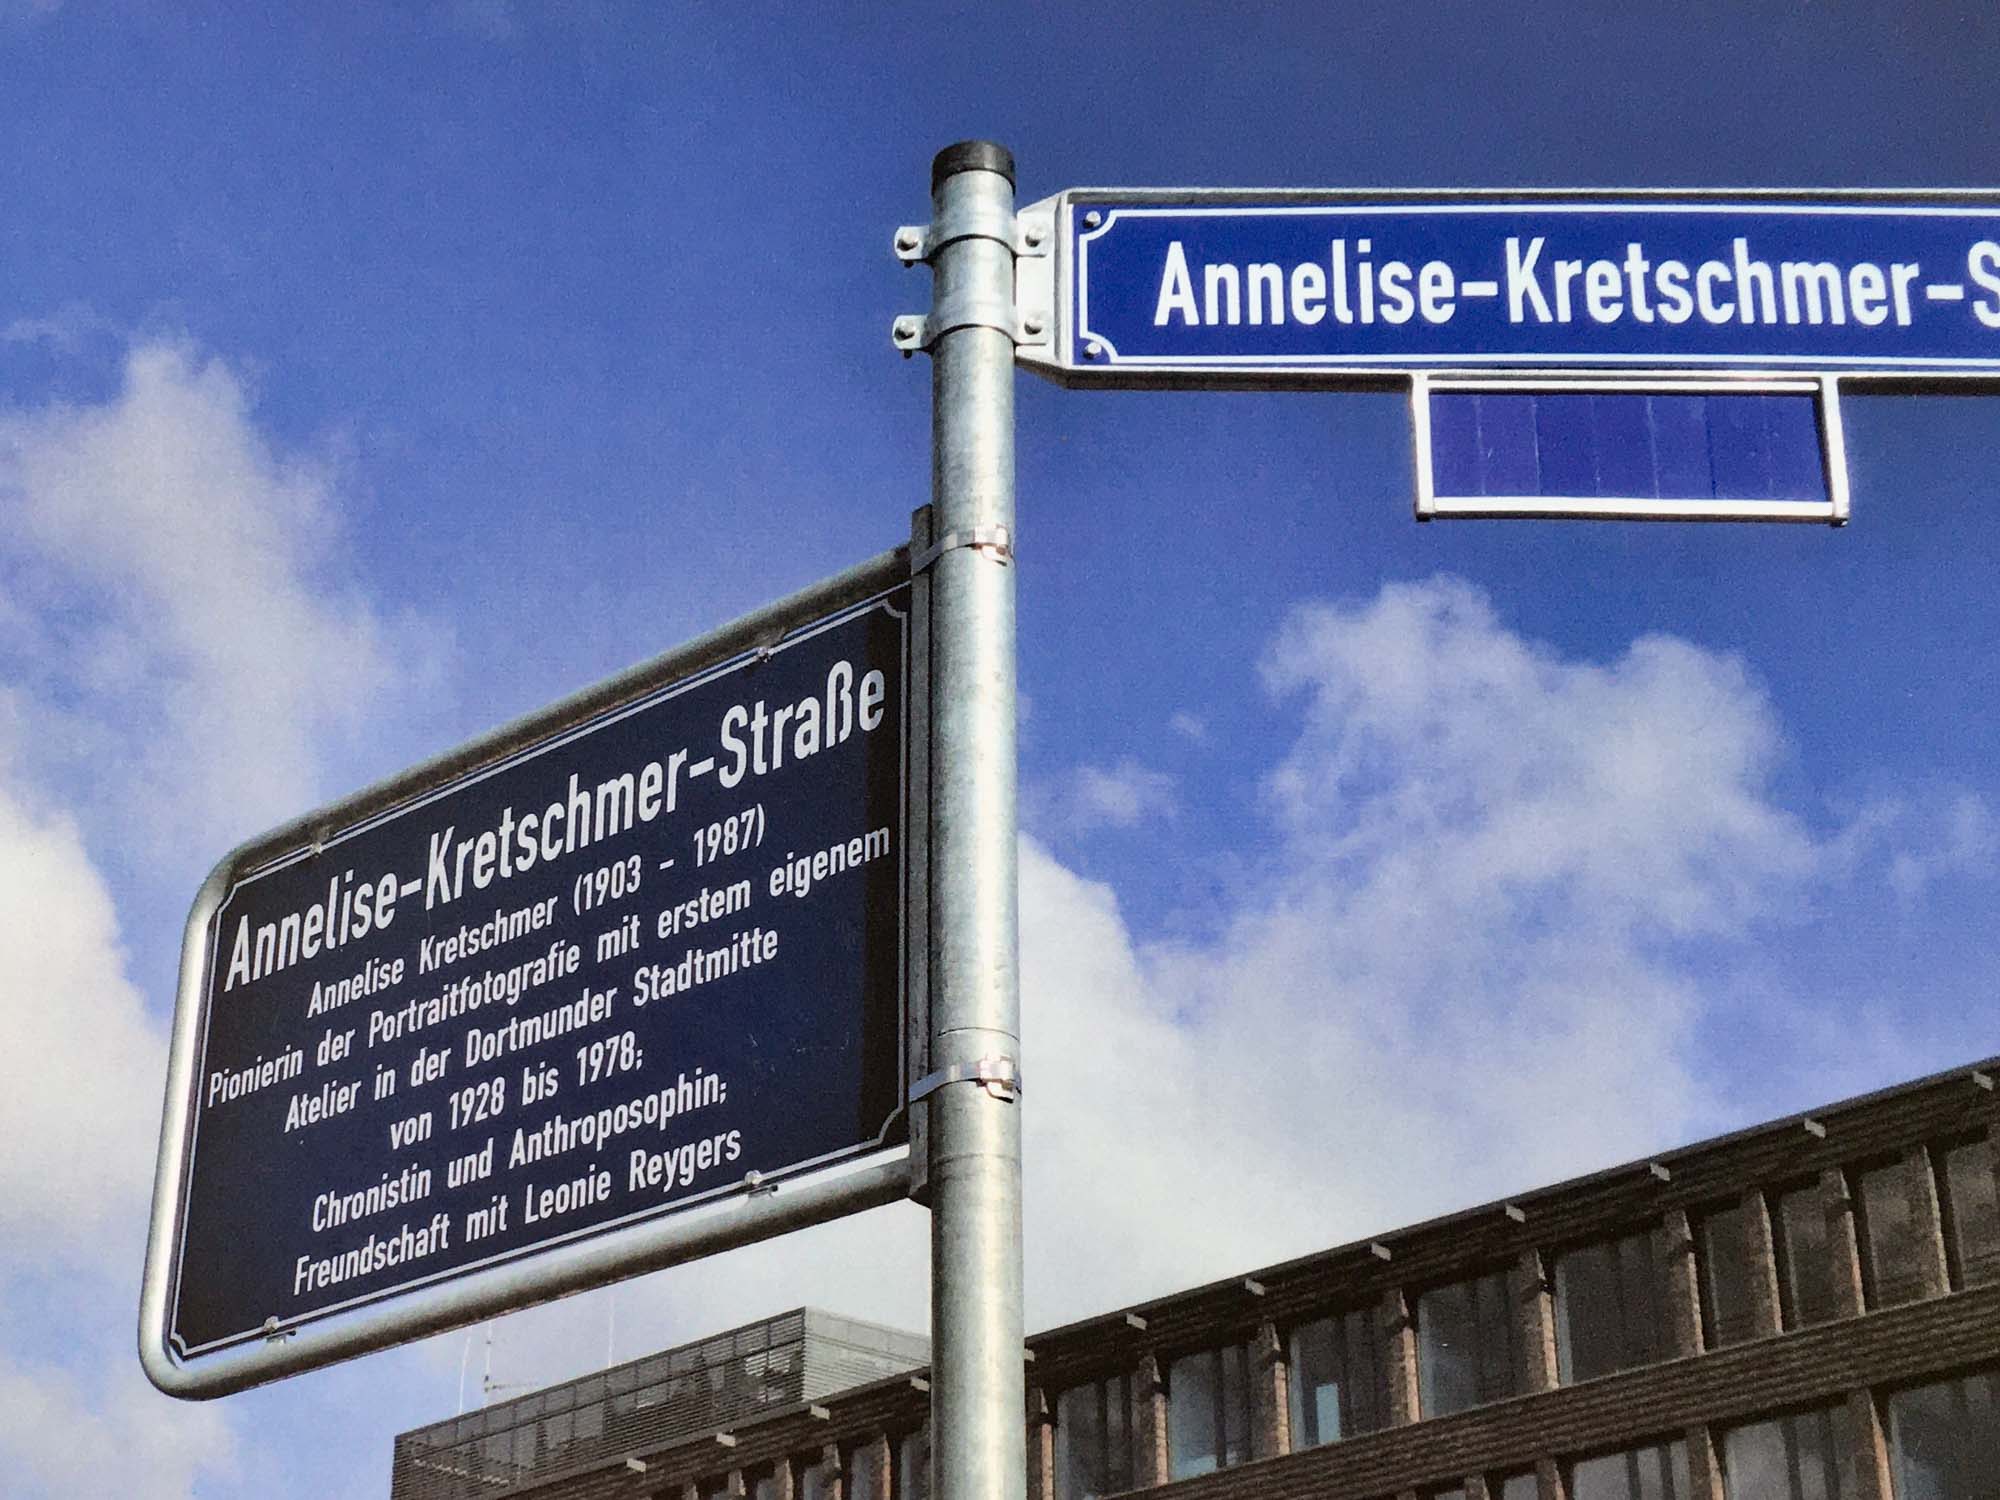 Annelise-Kretschmer-S
Annelise-Kretschmer-Straße
Annelise Kretschmer (1903 - 1987)
Pionierin der Portraitfotografie mit erstem eigenem
Atelier in der Dortmunder Stadtmitte
von 1928 bis 1978;
Chronistin und Anthroposophin;
Freundschaft mit Leonie Reygers